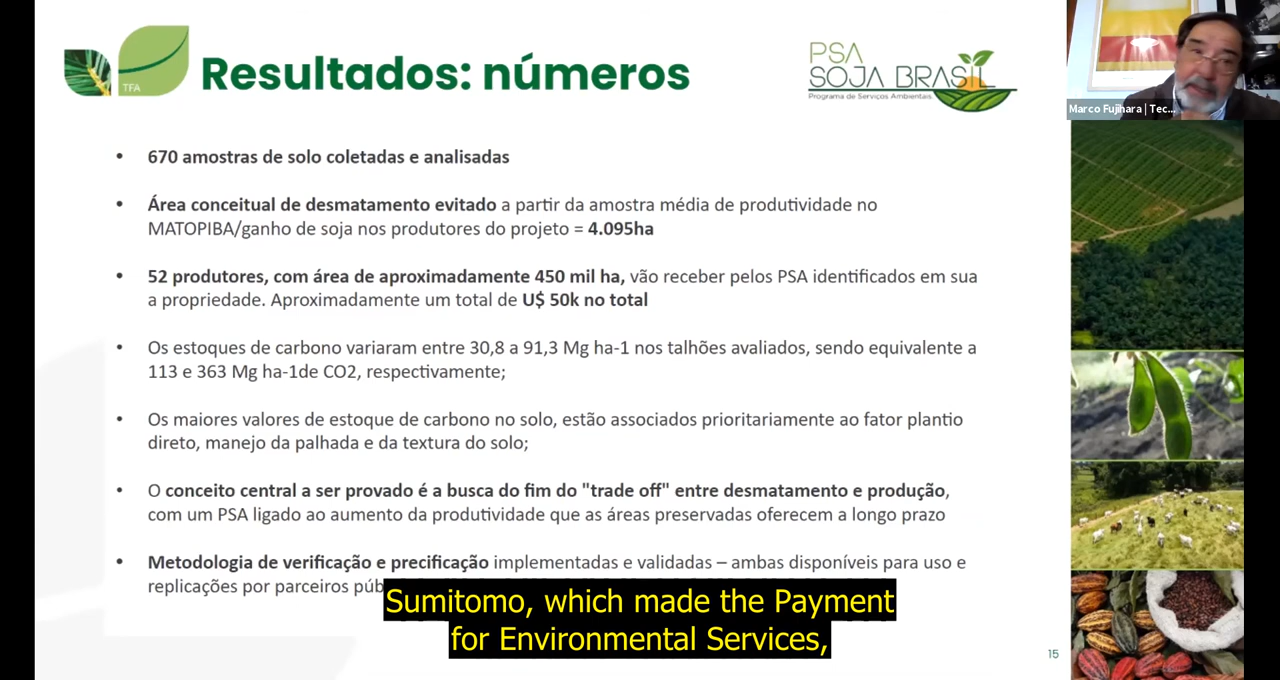 TFA
Resultados: números
PSA
SOJA BRASIL
Programa de Serviços Ambientais
Marco Fujihara | Tec...
• 670 amostras de solo coletadas e analisadas
• Área conceitual de desmatamento evitado a partir da amostra média de produtividade no
MATOPIBA/ganho de soja nos produtores do projeto = 4.095ha
• 52 produtores, com área de aproximadamente 450 mil ha, vão receber pelos PSA identificados em sua
a propriedade. Aproximadamente um total de U$ 50k no total
• Os estoques de carbono variaram entre 30,8 a 91,3 Mg ha-1 nos talhões avaliados, sendo equivalente a
113 e 363 Mg ha-1de CO2, respectivamente;
• Os maiores valores de estoque de carbono no solo, estão associados prioritariamente ao fator plantio
direto, manejo da palhada e da textura do solo;
• O conceito central a ser provado é a busca do fim do "trade off" entre desmatamento e produção,
com um PSA ligado ao aumento da produtividade que as áreas preservadas oferecem a longo prazo
• Metodologia de verificação e precificação implementadas e validadas – ambas disponíveis para uso e
replicações por parceiros
Sumitomo, which made the Payment
for Environmental Services,
15